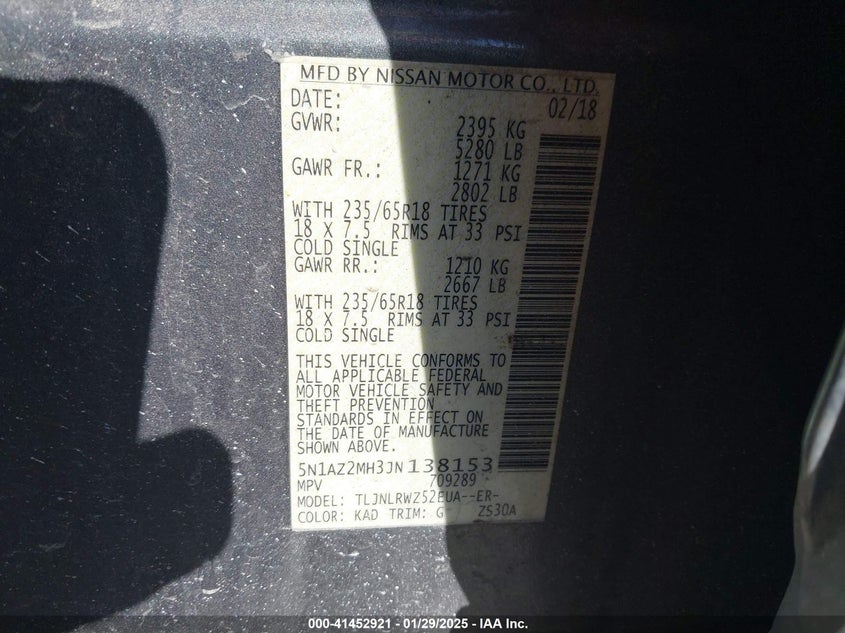 MFD BY NISSAN MOTOR CO., LTD.
DATE: 02/18
GVWR: 2395 KG
5280 LB
GAWR FR.: 1271 KG
2802 LB
WITH 235/65R18 TIRES
18 X 7.5 RIMS AT 33 PSI
COLD SINGLE
GAWR RR.: 1210 KG
2667 LB
WITH 235/65R18 TIRES
18 X 7.5 RIMS AT 33 PSI
COLD SINGLE
THIS VEHICLE CONFORMS TO
ALL APPLICABLE FEDERAL
MOTOR VEHICLE SAFETY AND
THEFT PREVENTION
STANDARDS IN EFFECT ON
THE DATE OF MANUFACTURE
SHOWN ABOVE.
5N1AZ2MH3JN138153
MPV 709289
MODEL: TLJNLRWZ52EUA--ER-
COLOR: KAD TRIM: G ZS30A
000-41452921 - 01/29/2025 - IAA Inc.